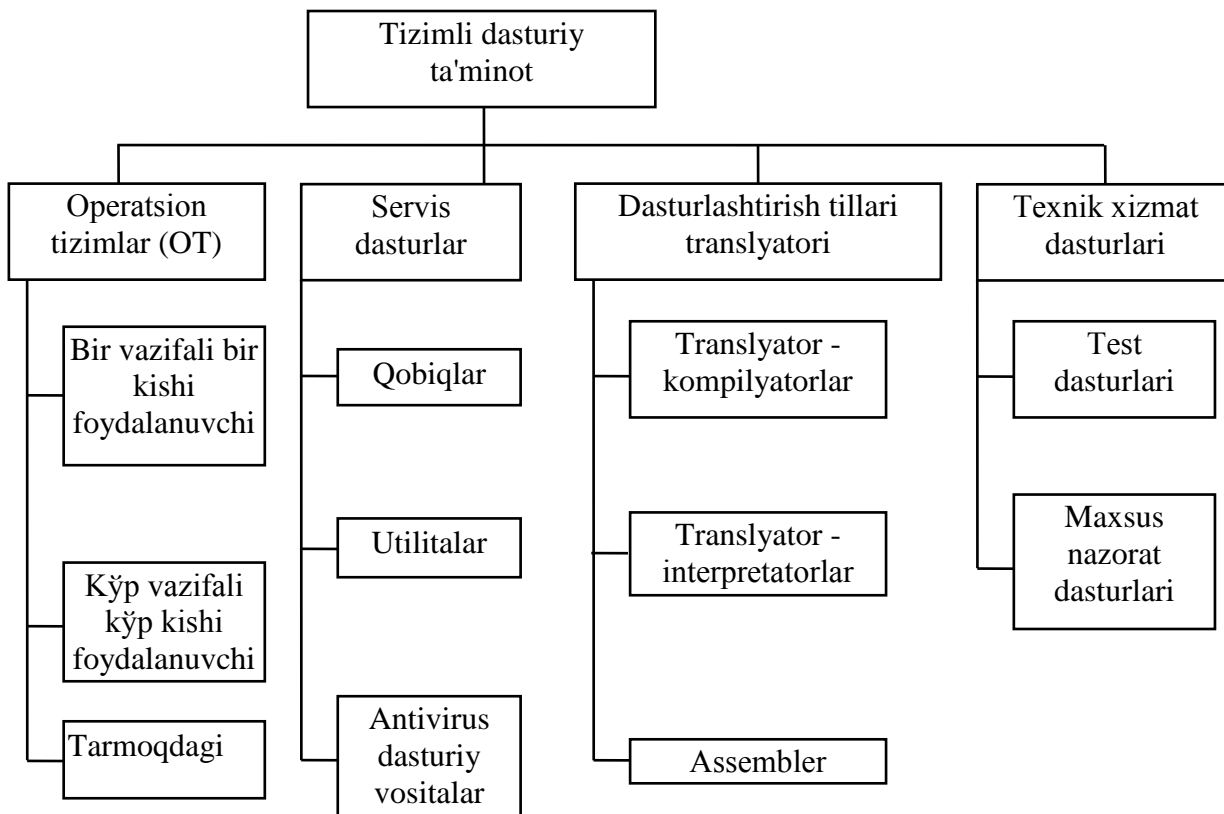 Tizimli dasturiy
ta'minot
Operatsion
tizimlar (OT)
Servis
dasturlar
Dasturlashtirish tillari
translyatori
Texnik xizmat
dasturlari
Bir vazifali bir
kishi
foydalanuvchi
Kўp vazifali
kўp kishi
foydalanuvchi
Tarmoqdagi
Qobiqlar
Utilitalar
Antivirus
dasturiy
vositalar
Translyator -
kompilyatorlar
Translyator -
interpretatorlar
Assembler
Test
dasturlari
Maxsus
nazorat
dasturlari